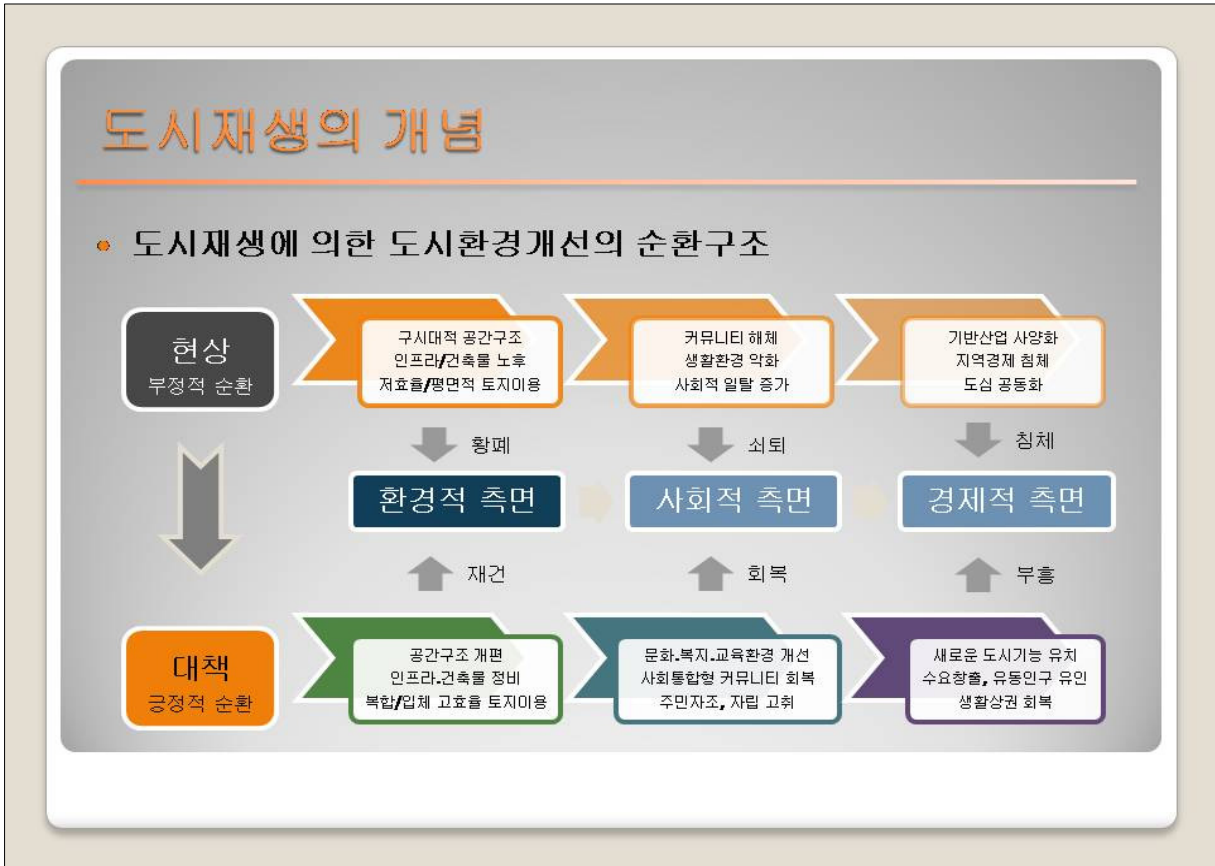 도시재생의 개념
• 도시재생에 의한 도시환경개선의 순환구조
현상
부정적 순환
구시대적 공간구조
인프라/건축물 노후
저효율/평면적 토지이용
커뮤니티 해체
생활환경 악화
사회적 일탈 증가
기반산업 사양화
지역경제 침체
도심 공동화
황폐
쇠퇴
침체
환경적 측면
사회적 측면
경제적 측면
재건
회복
부흥
대책
긍정적 순환
공간구조 개편
인프라.건축물 정비
복합/입체 고효율 토지이용
문화.복지.교육환경 개선
사회통합형 커뮤니티 회복
주민자조, 자립 고취
새로운 도시기능 유치
수요창출, 유동인구 유인
생활상권 회복